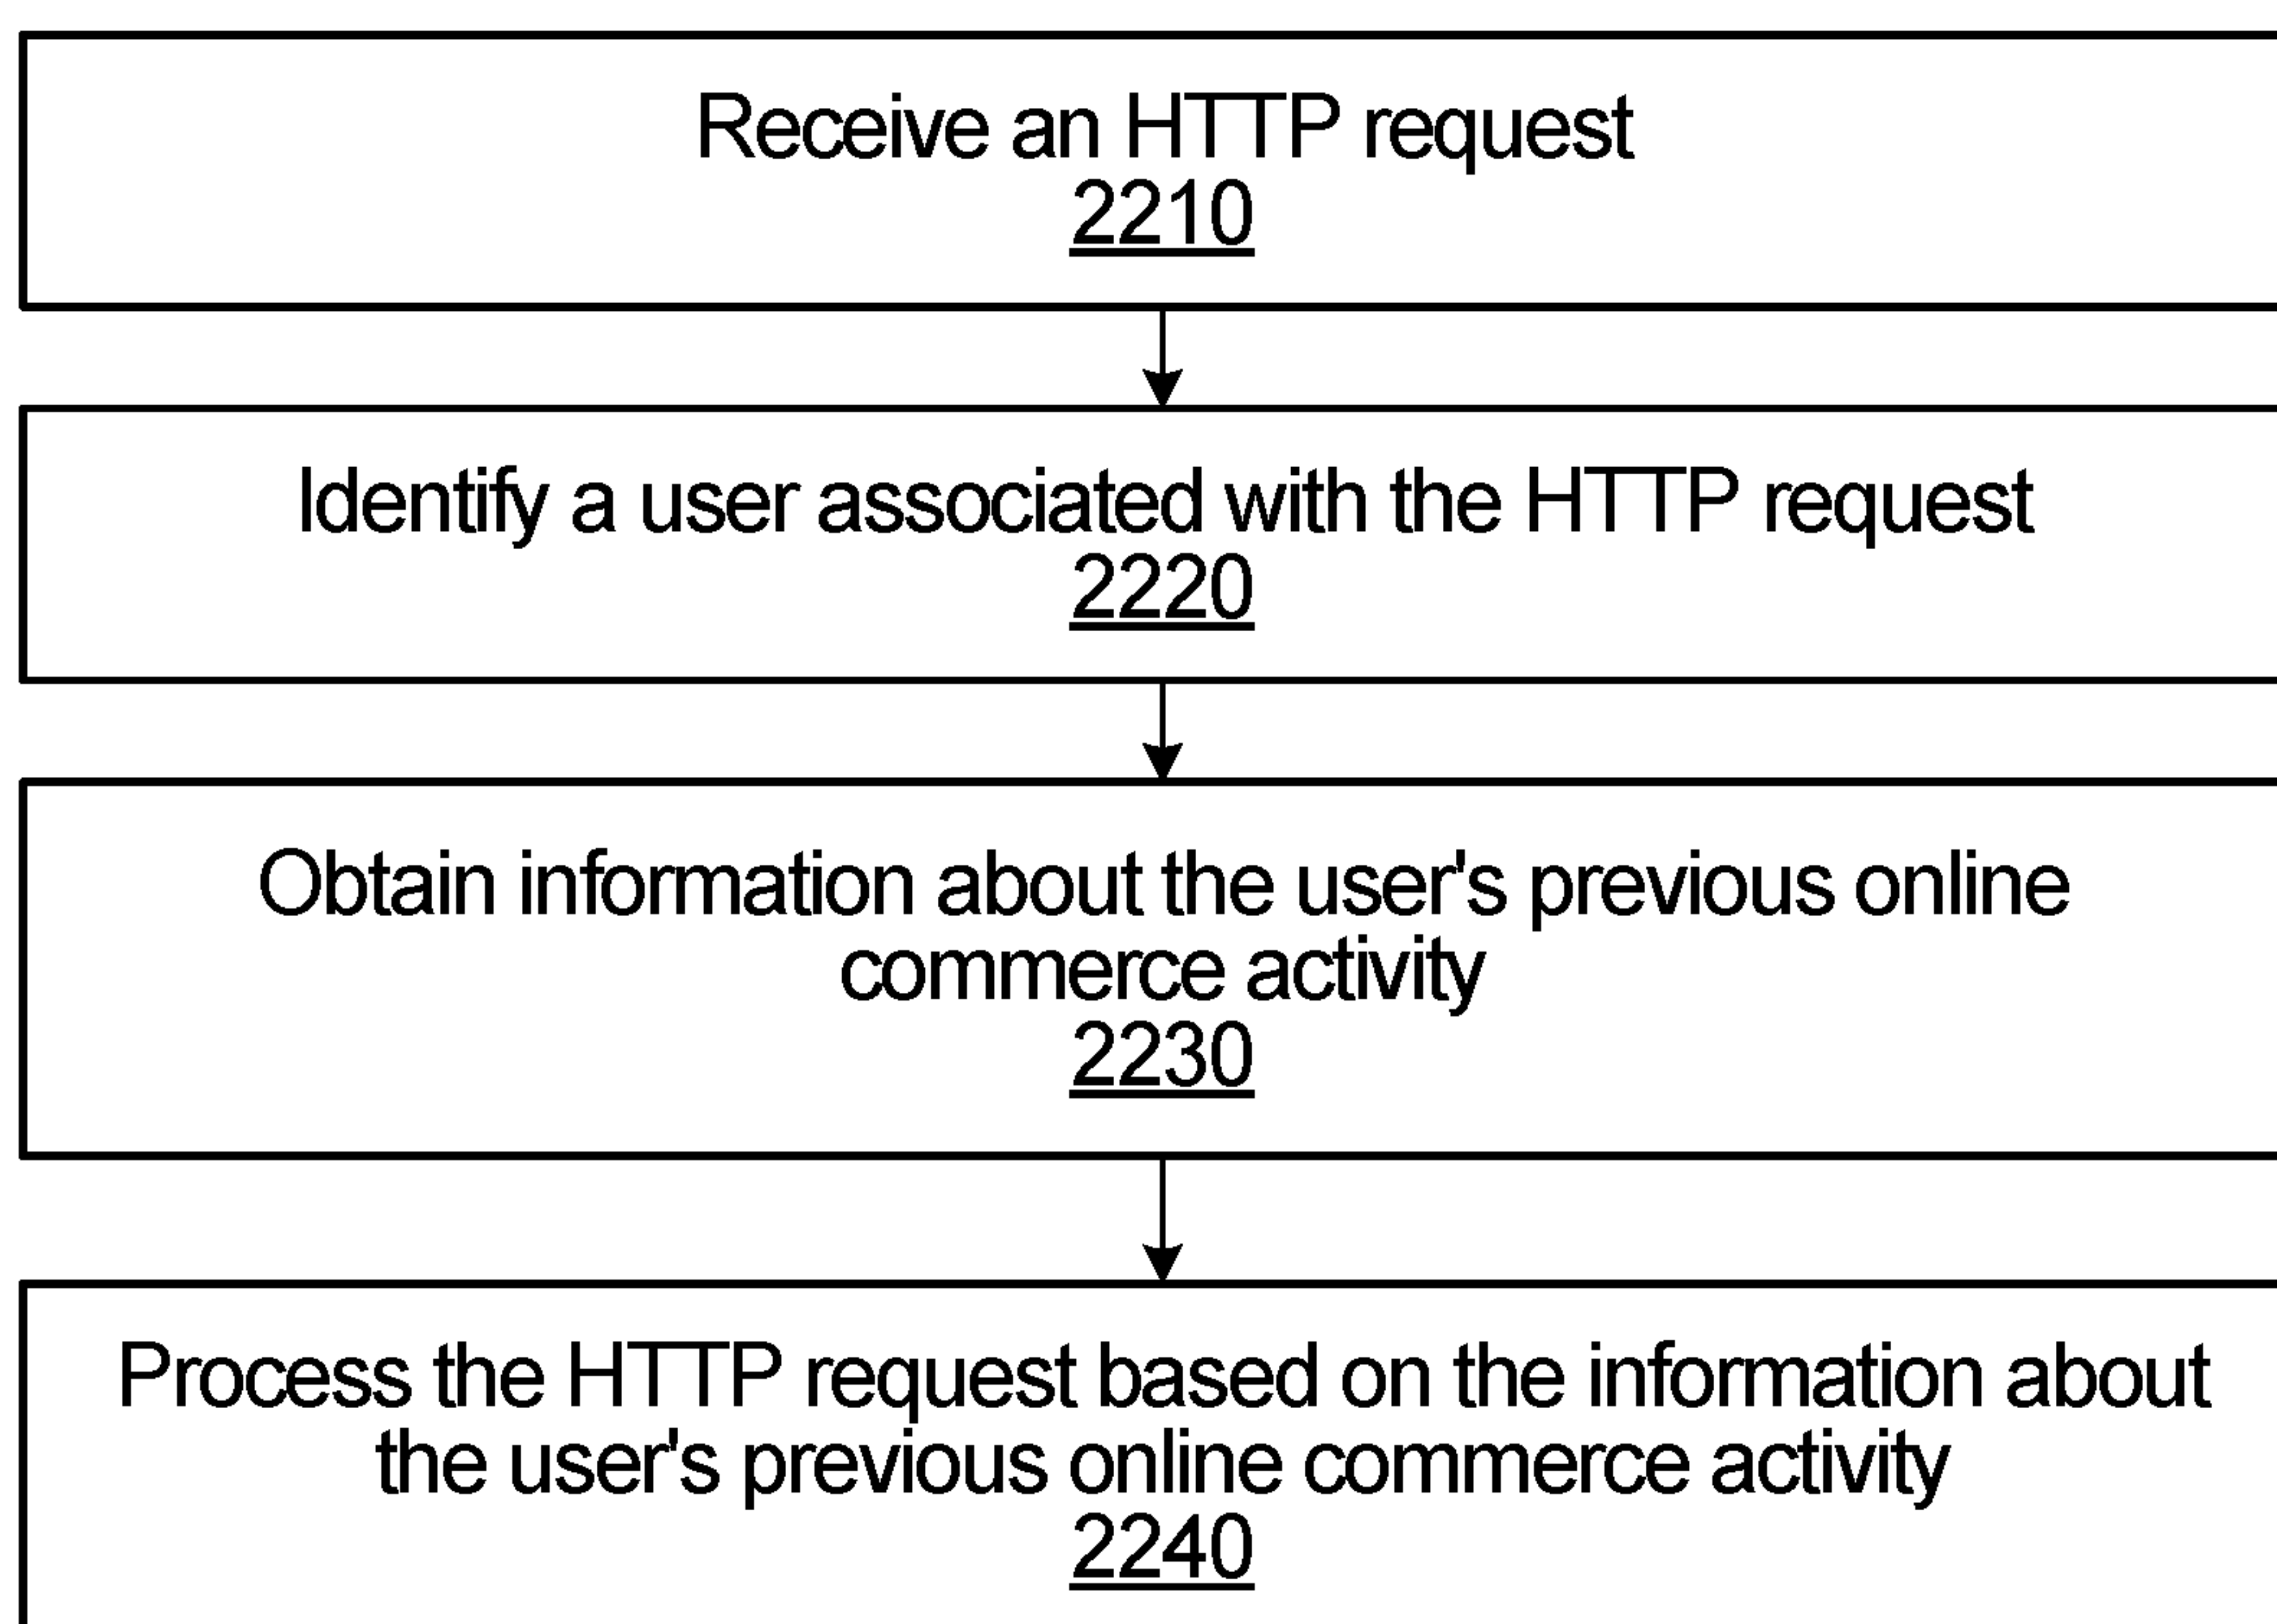 Receive an HTTP request
2210
Identify a user associated with the HTTP request
2220
Obtain information about the user's previous online
commerce activity
2230
Process the HTTP request based on the information about
the user's previous online commerce activity
2240